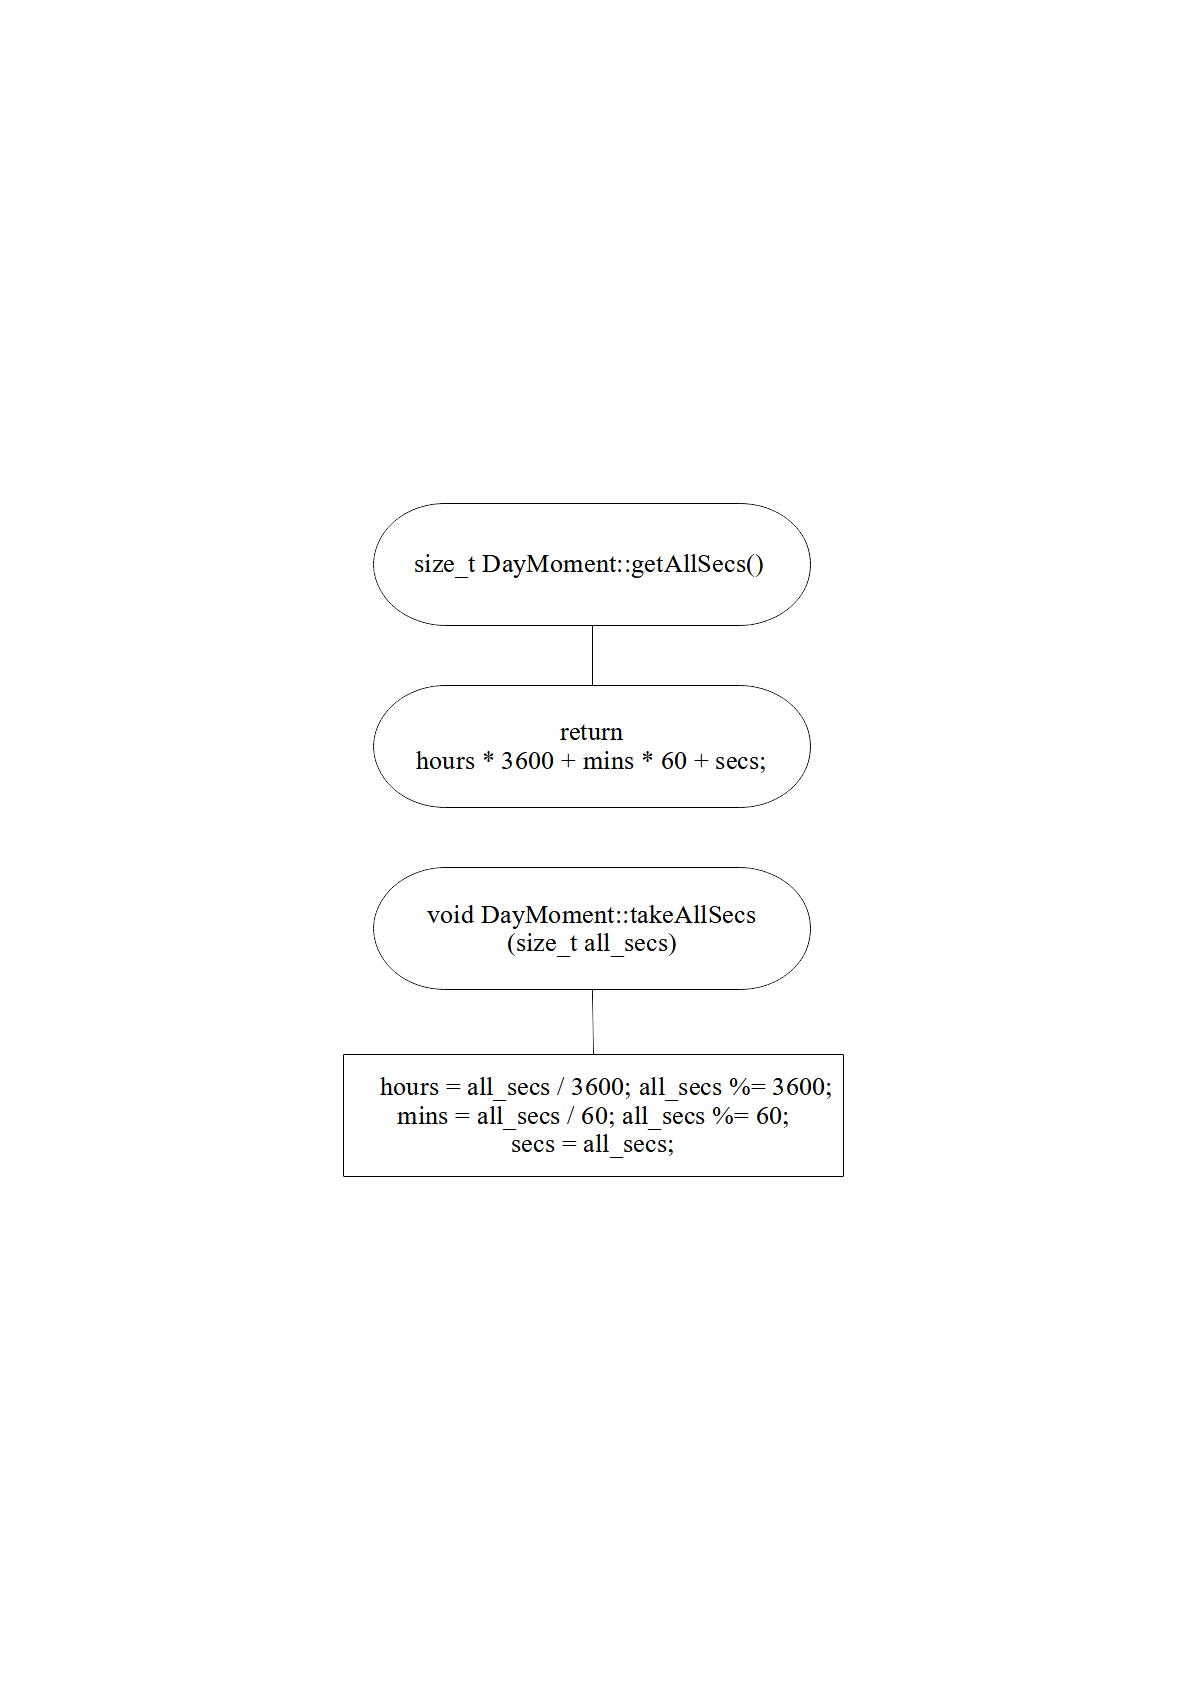 size_t DayMoment::getAllSecs()
return
hours * 3600 + mins * 60 + secs;
void DayMoment::takeAllSecs
(size_t all_secs)
hours = all_secs / 3600; all_secs %= 3600;
mins = all_secs / 60; all_secs %= 60;
secs = all_secs;